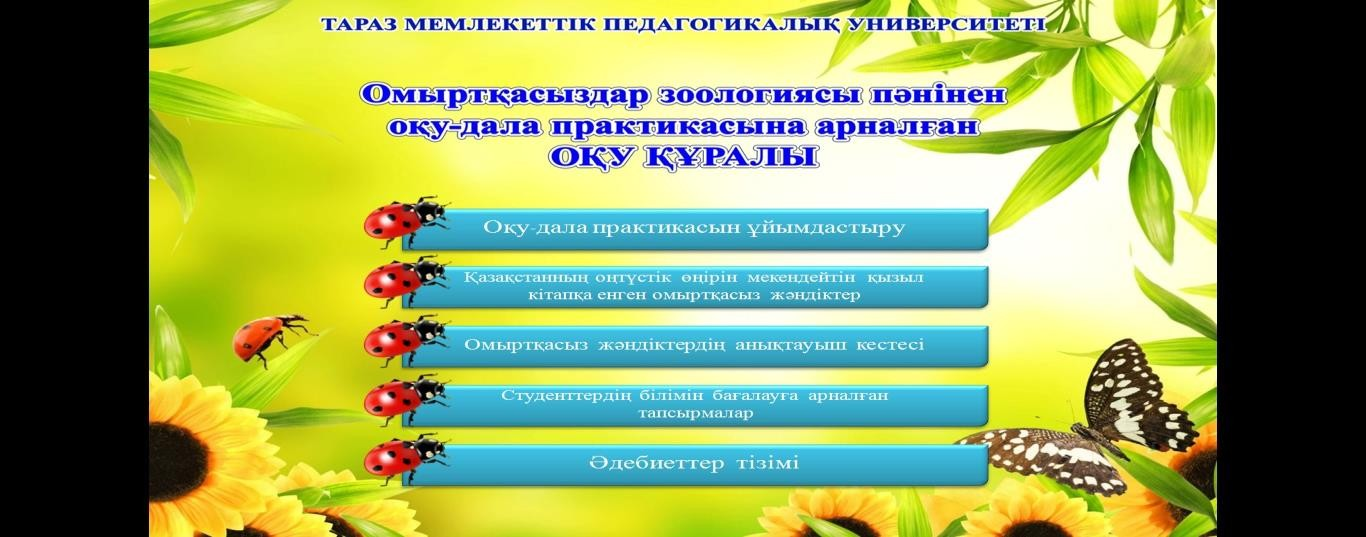 ТАРАЗ МЕМЛЕКЕТТІК ПЕДАГОГИКАЛЫҚ УНИВЕРСИТЕТІ
Омыртқасыздар зоологиясы пәнінен
оқу-дала практикасына арналған
ОҚУ ҚҰРАЛЫ
Оқу-дала практикасын ұйымдастыру
Қазақстанның оңтүстік өңірін мекендейтін қызыл
кітапқа енген омыртқасыз жәндіктер
Омыртқасыз жәндіктердің анықтауыш кестесі
Студенттердің білімін бағалауға арналған
тапсырмалар
Әдебиеттер тізімі